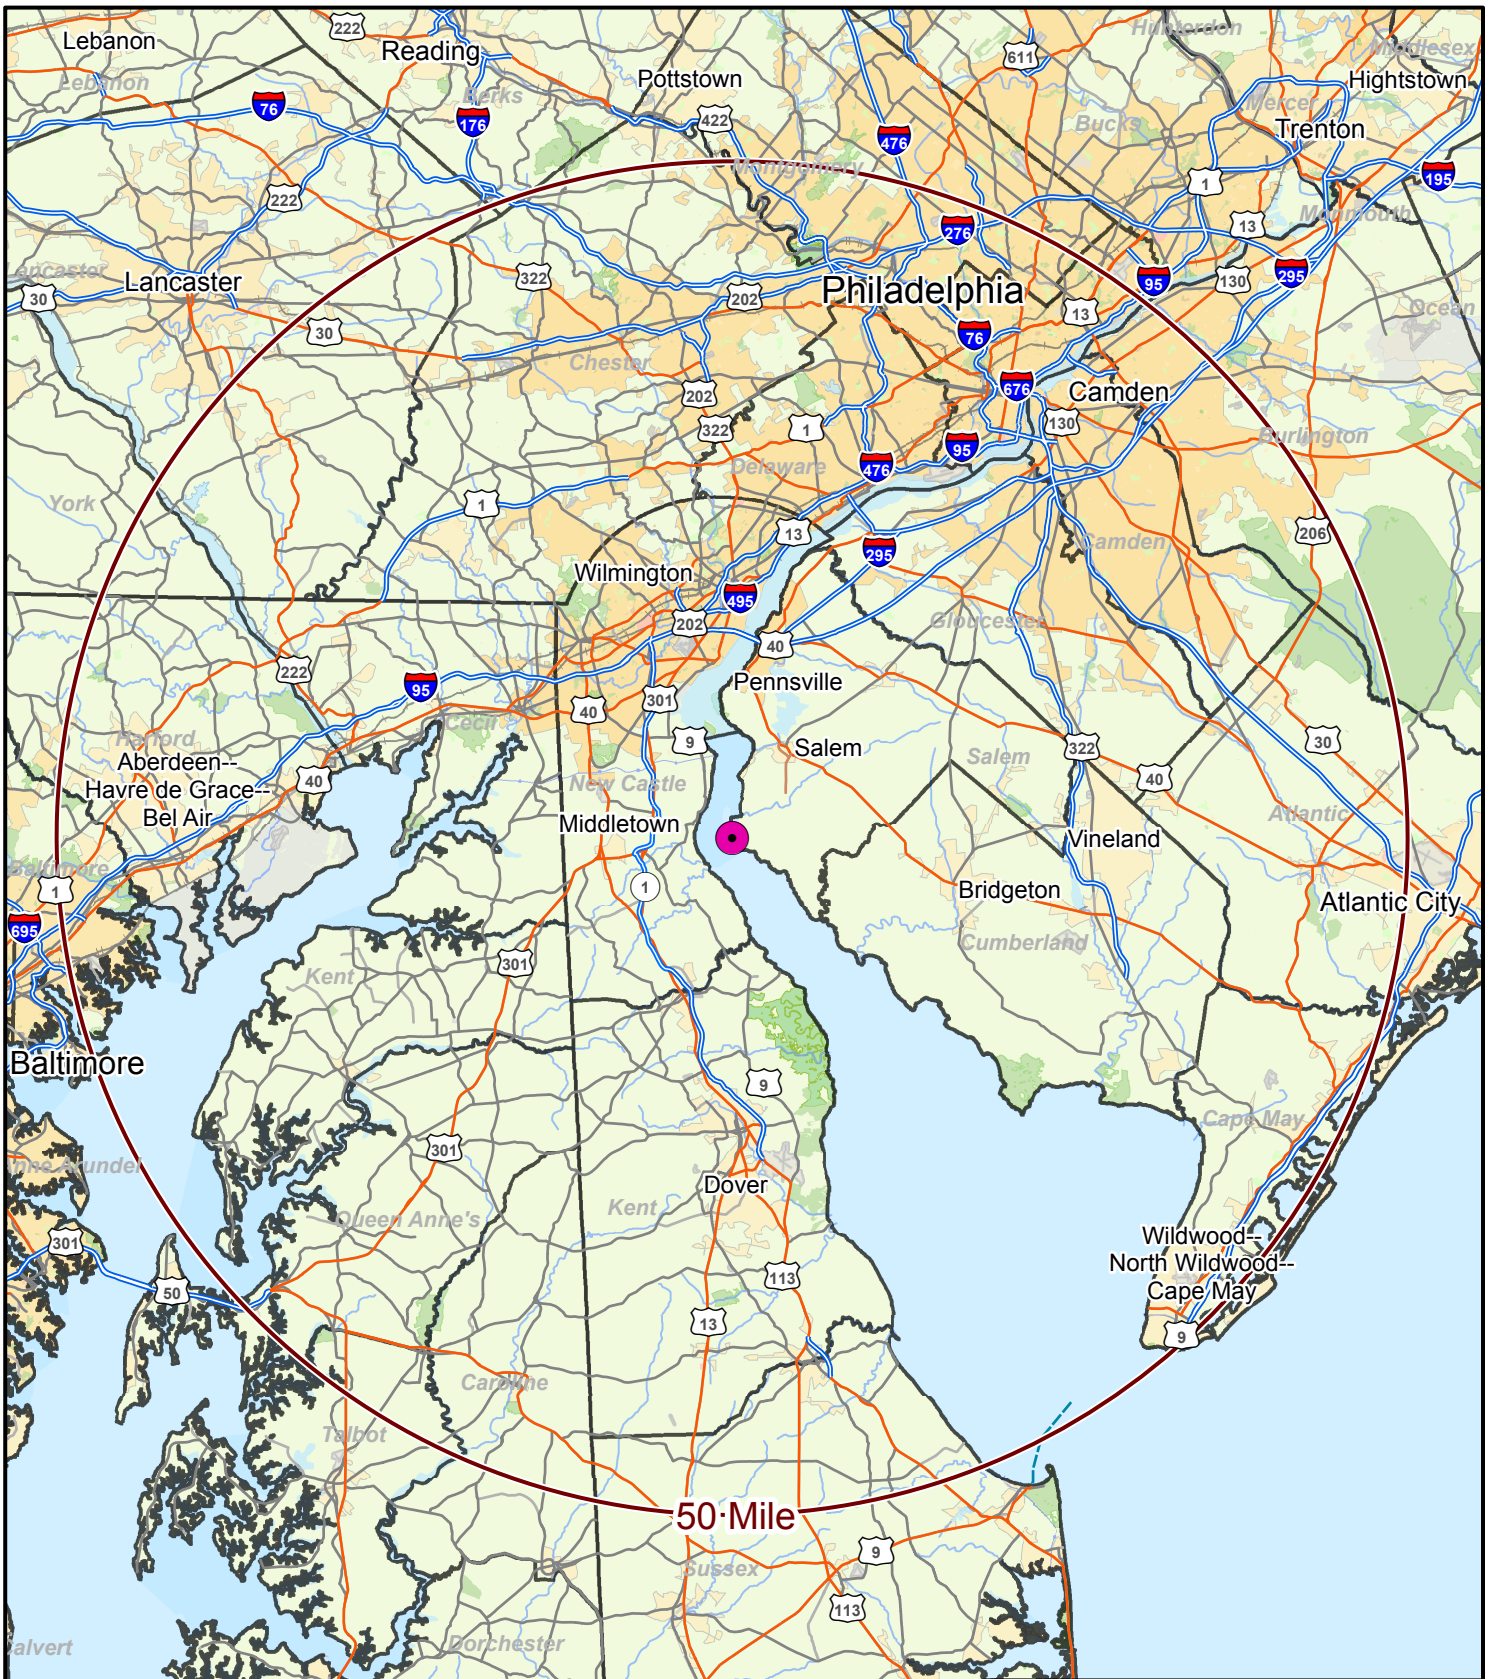 222
Lebanon
Reading
Hunterdon
611
Middlesex
Lebanon
Pottstown
Hightstown
Berks
76
Mercer
176
422
Bucks
Trenton
476
Montgomery
195
1
222
Monmouth
13
276
Lancaster
322
Lancaster
95
130
295
30
Philadelphia
202
Ocean
13
30
76
Chester
676
Camden
202
130
322
1
Burlington
95
Delaware
476
York
1
13
206
Camden
295
Wilmington
495
202
Gloucester
40
222
Pennsville
95
301
40
Cecil
9
Harford
Salem
322
30
Salem
Aberdeen--
Havre de Grace--
Bel Air
40
New Castle
40
Middletown
Atlantic
Vineland
Baltimore
1
1
Bridgeton
Atlantic City
695
Cumberland
301
Kent
Baltimore
9
Cape May
301
nne Arundel
Dover
Kent
Queen Anne's
301
Wildwood--
North Wildwood--
Cape May
50
113
13
9
Caroline
Talbot
50 Mile
9
Sussex
113
Dorchester
alvert